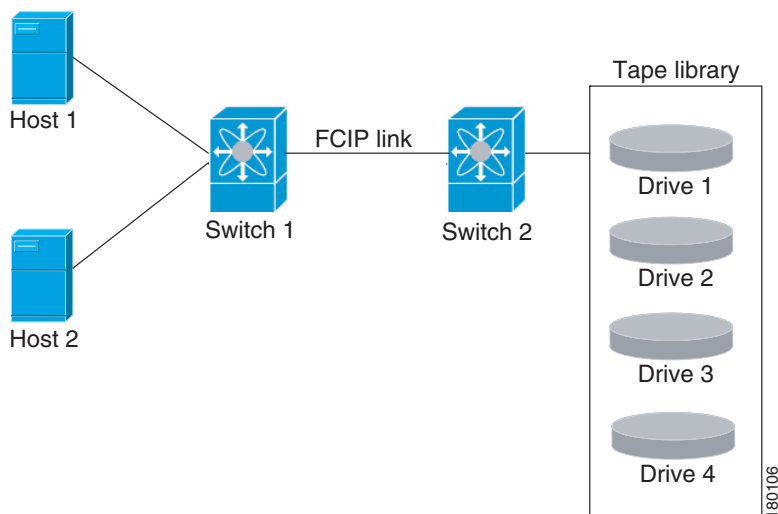 Tape library
Host 1
FCIP link
Drive 1
Switch 1
Switch 2
Drive 2
Host 2
Drive 3
Drive 4
180106